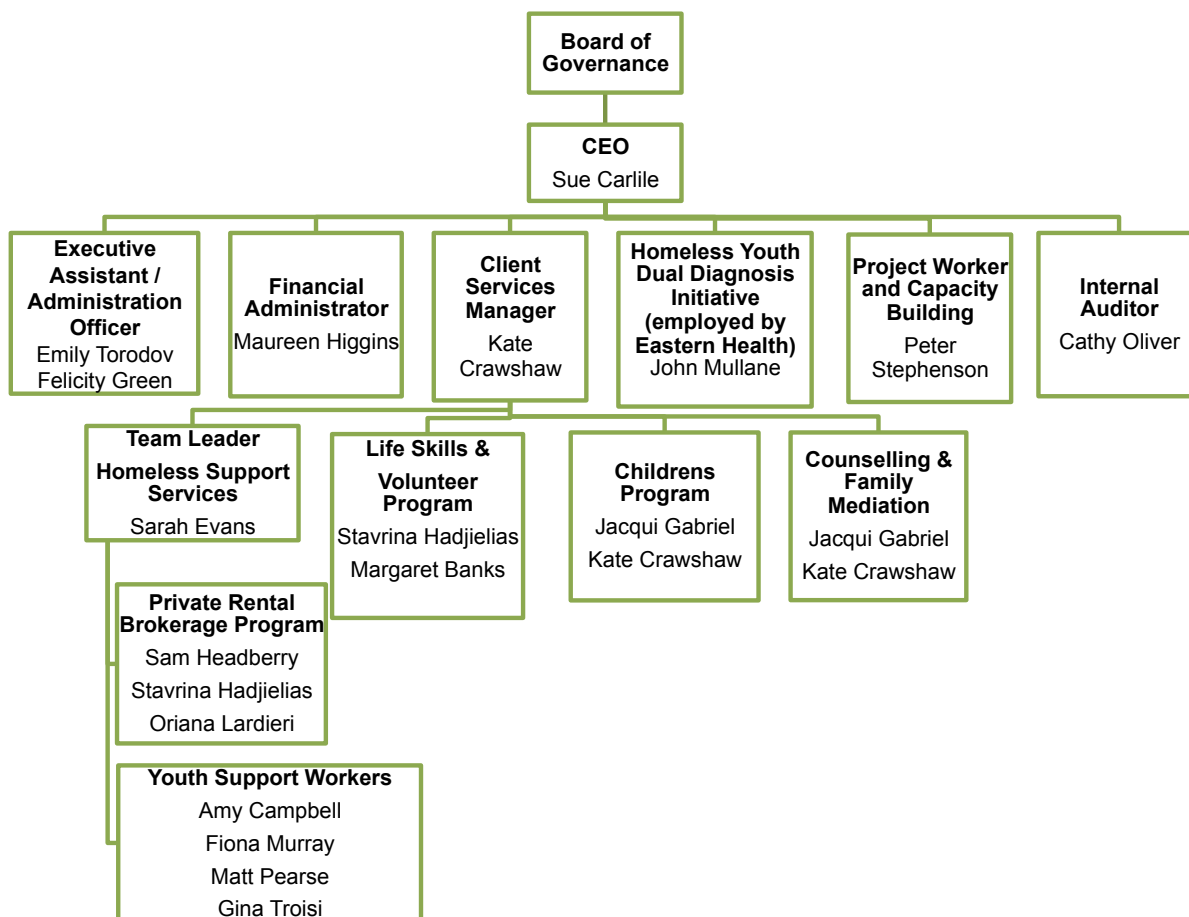 Board of
Governance
CEO
Sue Carlile
Executive
Assistant /
Administration
Officer
Emily Torodov
Felicity Green
Financial
Administrator
Maureen Higgins
Client
Services
Manager
Kate
Crawshaw
Homeless Youth
Dual Diagnosis
Initiative
(employed by
Eastern Health)
John Mullane
Project Worker
and Capacity
Building
Peter
Stephenson
Internal
Auditor
Cathy Oliver
Team Leader
Homeless Support
Services
Sarah Evans
Life Skills &
Volunteer
Program
Stavrina Hadjielias
Margaret Banks
Childrens
Program
Jacqui Gabriel
Kate Crawshaw
Counselling &
Family
Mediation
Jacqui Gabriel
Kate Crawshaw
Private Rental
Brokerage Program
Sam Headberry
Stavrina Hadjielias
Oriana Lardieri
Youth Support Workers
Amy Campbell
Fiona Murray
Matt Pearse
Gina Troisi